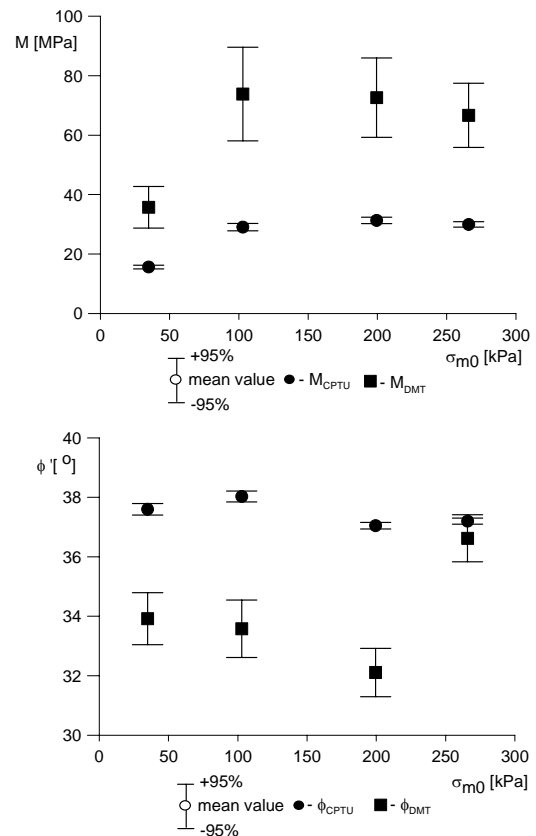 M [MPa]
100
80
60
40
20
0
0 50 100 150 200 250 300
σm0 [kPa]
+95%
mean value ● - MCPTU ■ - MDMT
-95%
ϕ '[ o]
40
38
36
34
32
30
0 50 100 150 200 250 300
σm0 [kPa]
+95%
mean value ● - ϕCPTU ■ - ϕDMT
-95%